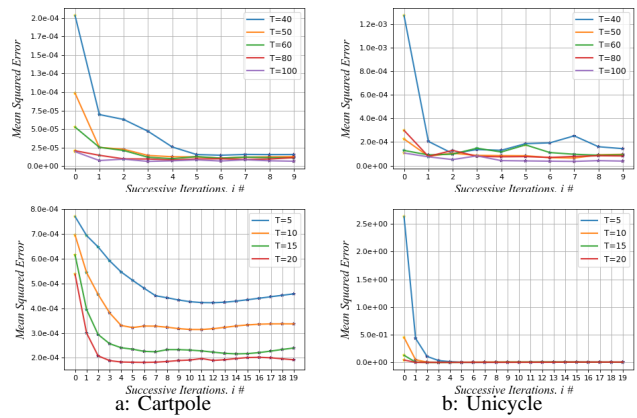 2.0e-04
1.7e-04
1.5e-04
1.2e-04
1.0e-04
7.5e-05
5.0e-05
2.5e-05
0.0e+00
Mean Squared Error
0 1 2 3 4 5 6 7 8 9
Successive Iterations, i #
T=40
T=50
T=60
T=80
T=100
1.2e-03
1.0e-03
8.0e-04
6.0e-04
4.0e-04
2.0e-04
0.0e+00
Mean Squared Error
0 1 2 3 4 5 6 7 8 9
Successive Iterations, i #
T=40
T=50
T=60
T=80
T=100
8.0e-04
7.0e-04
6.0e-04
5.0e-04
4.0e-04
3.0e-04
2.0e-04
Mean Squared Error
0 1 2 3 4 5 6 7 8 9 10 11 12 13 14 15 16 17 18 19
Successive Iterations, i #
T=5
T=10
T=15
T=20
2.5e+00
2.0e+00
1.5e+00
1.0e+00
5.0e-01
0.0e+00
Mean Squared Error
0 1 2 3 4 5 6 7 8 9 10 11 12 13 14 15 16 17 18 19
Successive Iterations, i #
T=5
T=10
T=15
T=20
a: Cartpole
b: Unicycle